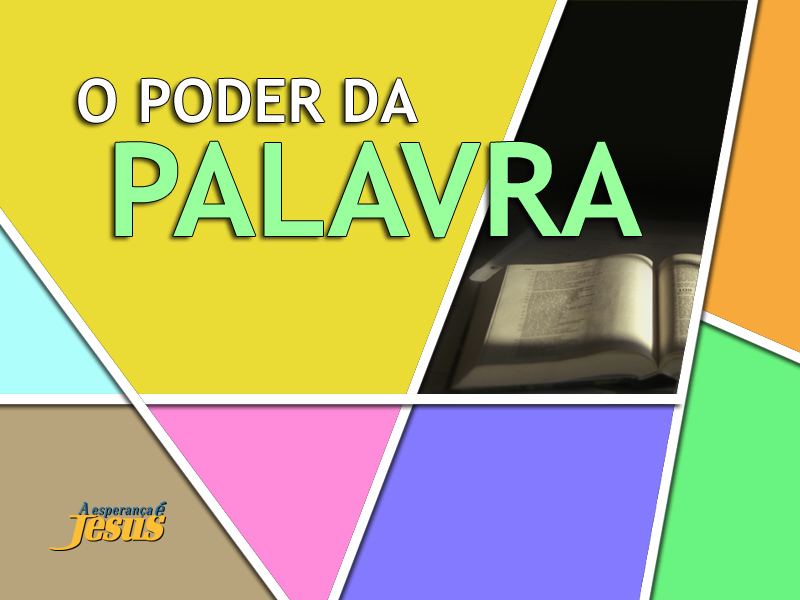 O PODER DA
PALAVRA
A esperança é
Jesus